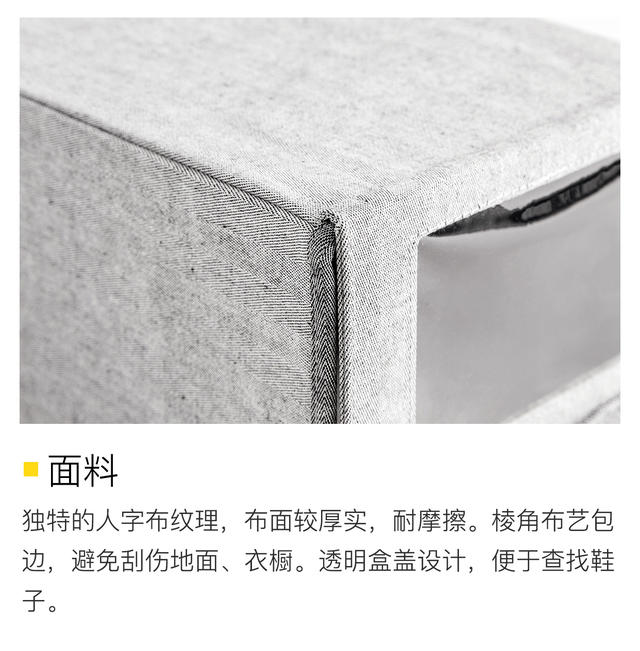 面料
独特的人字布纹理，布面较厚实，耐摩擦。棱角布艺包
边，避免刮伤地面、衣橱。透明盒盖设计，便于查找鞋
子。